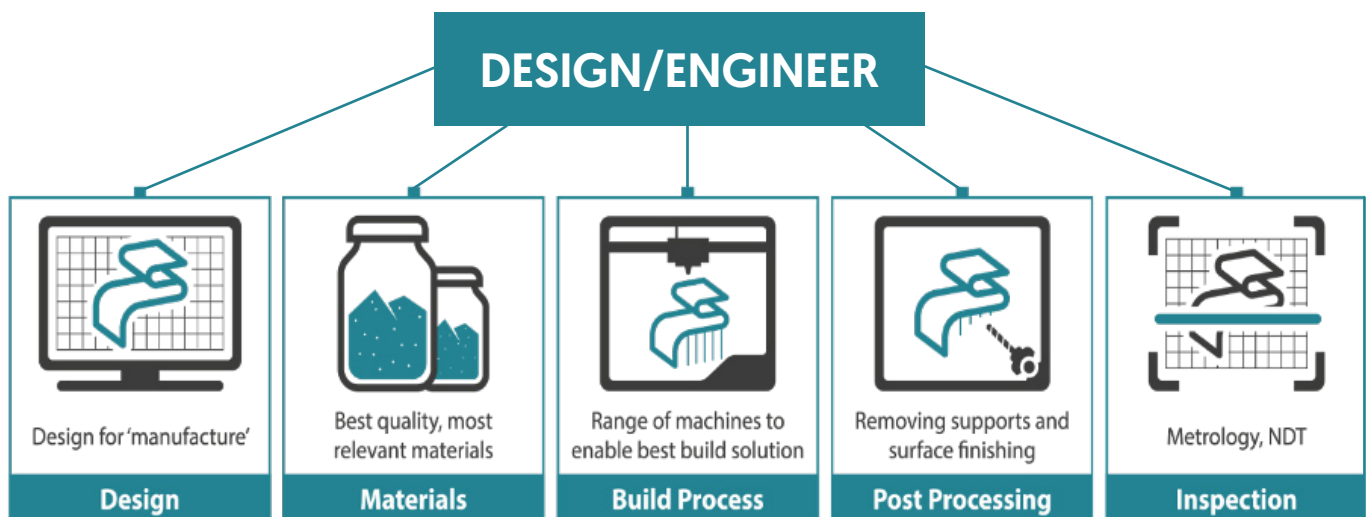 DESIGN/ENGINEER
Design for 'manufacture'
Design
Best quality, most
relevant materials
Materials
Range of machines to
enable best build solution
Build Process
Removing supports and
surface finishing
Post Processing
Metrology, NDT
Inspection